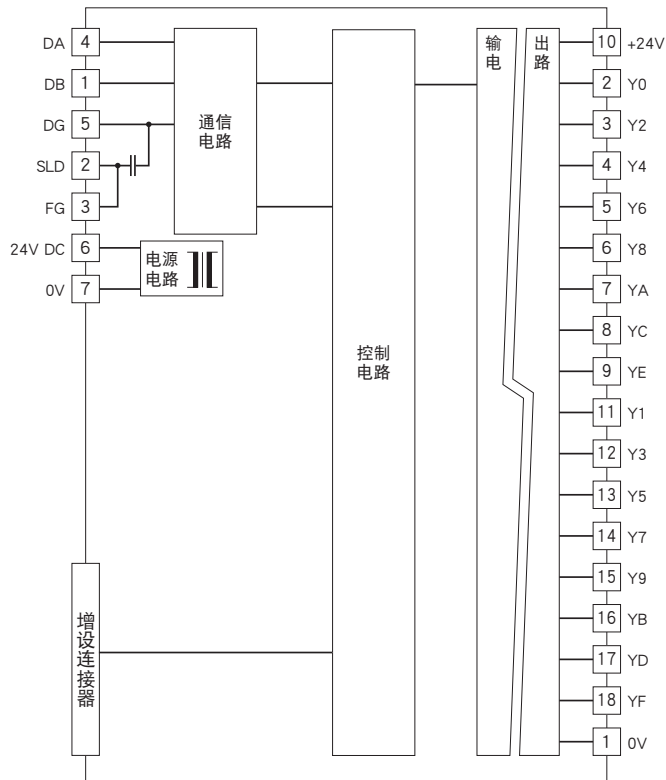 DA 4
DB 1
DG 5
SLD 2
FG 3
24V DC 6
0V 7
通信
电路
电源
电路
控制
电路
增设连接器
输 出
电 路
10 +24V
2 Y0
3 Y2
4 Y4
5 Y6
6 Y8
7 YA
8 YC
9 YE
11 Y1
12 Y3
13 Y5
14 Y7
15 Y9
16 YB
17 YD
18 YF
1 0V